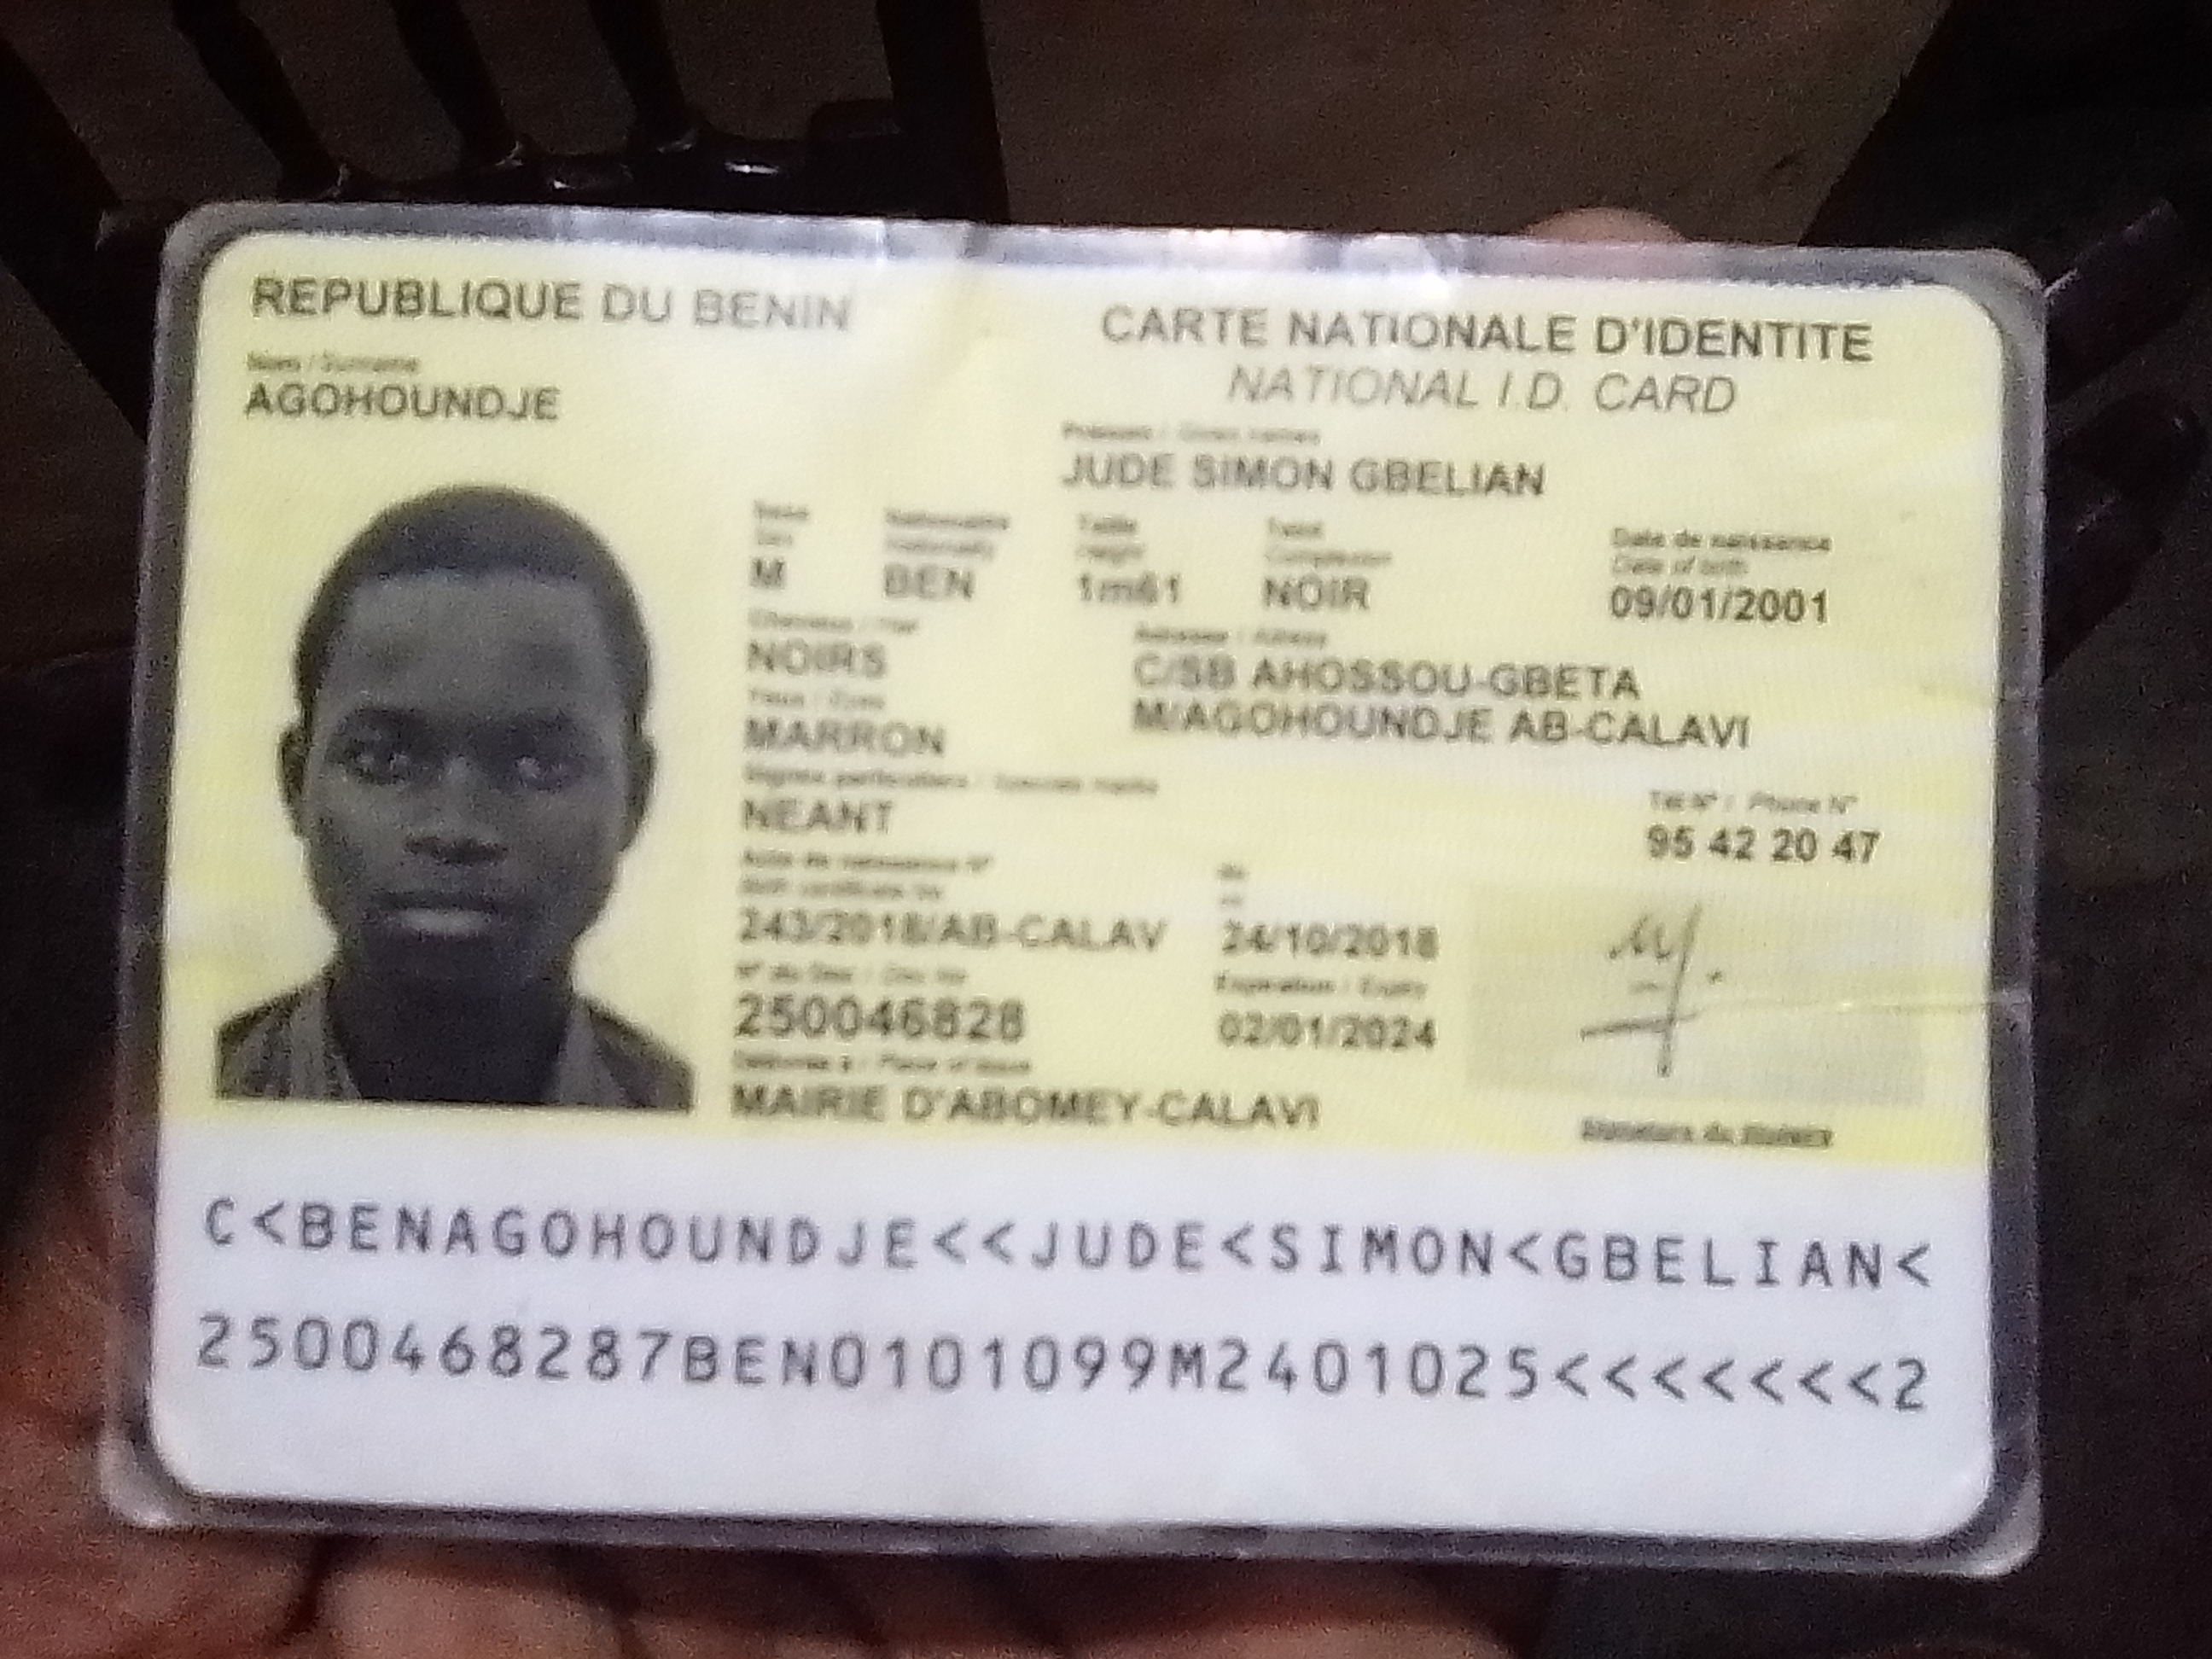 REPUBLIQUE DU BENIN
CARTE NATIONALE D'IDENTITE
NATIONAL I.D. CARD
Nom / Surname
AGOHOUNDJE
Prénoms / Given names
JUDE SIMON GBELIAN
Sexe Nationalité Taille Teint Date de naissance
Sex Nationality Height Complexion Date of birth
M BEN 1m61 NOIR 09/01/2001
Cheveux / Hair
NOIRS
Adresse / Address
C/SB AHOSSOU-GBETA
M/AGOHOUNDJE AB-CALAVI
Yeux / Eyes
MARRON
Signes particuliers / Specials marks
NEANT
Tél N° / Phone N°
95 42 20 47
Acte de naissance N° du
Birth certificate No
243/2018/AB-CALAV 24/10/2018
N° du Doc / Doc No Expiration / Expiry
250046828 02/01/2024
Délivrée à / Place of issue
MAIRIE D'ABOMEY-CALAVI
Signature du titulaire
C<BENAGOHOUNDJE<<JUDE<SIMON<GBELIAN<
2500468287BEN0101099M2401025<<<<<<<2